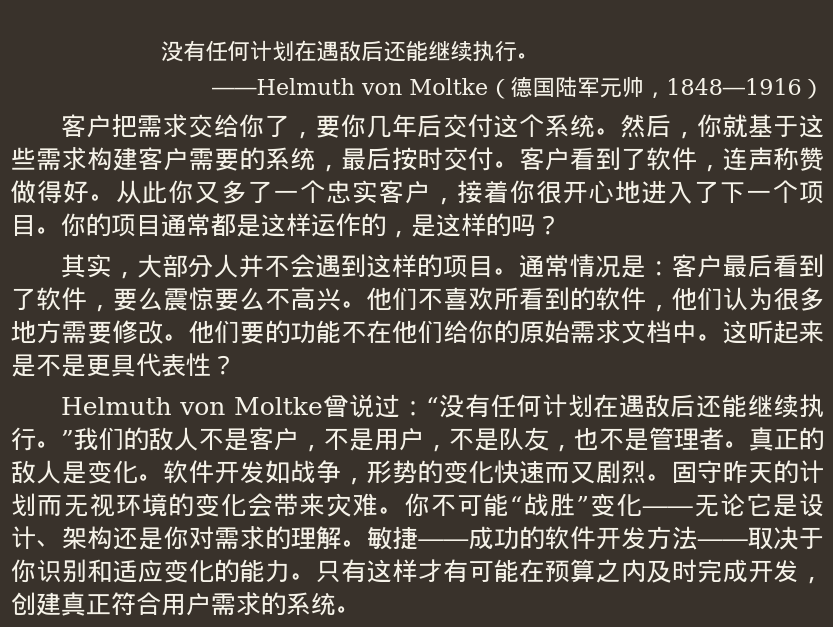 没有任何计划在遇敌后还能继续执行。
——Helmuth von Moltke（德国陆军元帅，1848—1916）
客户把需求交给你了，要你几年后交付这个系统。然后，你就基于这
些需求构建客户需要的系统，最后按时交付。客户看到了软件，连声称赞
做得好。从此你又多了一个忠实客户，接着你很开心地进入了下一个项
目。你的项目通常都是这样运作的，是这样的吗？
其实，大部分人并不会遇到这样的项目。通常情况是：客户最后看到
了软件，要么震惊要么不高兴。他们不喜欢所看到的软件，他们认为很多
地方需要修改。他们要的功能不在他们给你的原始需求文档中。这听起来
是不是更具代表性？
Helmuth von Moltke曾说过：“没有任何计划在遇敌后还能继续执
行。”我们的敌人不是客户，不是用户，不是队友，也不是管理者。真正的
敌人是变化。软件开发如战争，形势的变化快速而又剧烈。固守昨天的计
划而无视环境的变化会带来灾难。你不可能“战胜”变化——无论它是设
计、架构还是你对需求的理解。敏捷——成功的软件开发方法——取决于
你识别和适应变化的能力。只有这样才有可能在预算之内及时完成开发，
创建真正符合用户需求的系统。